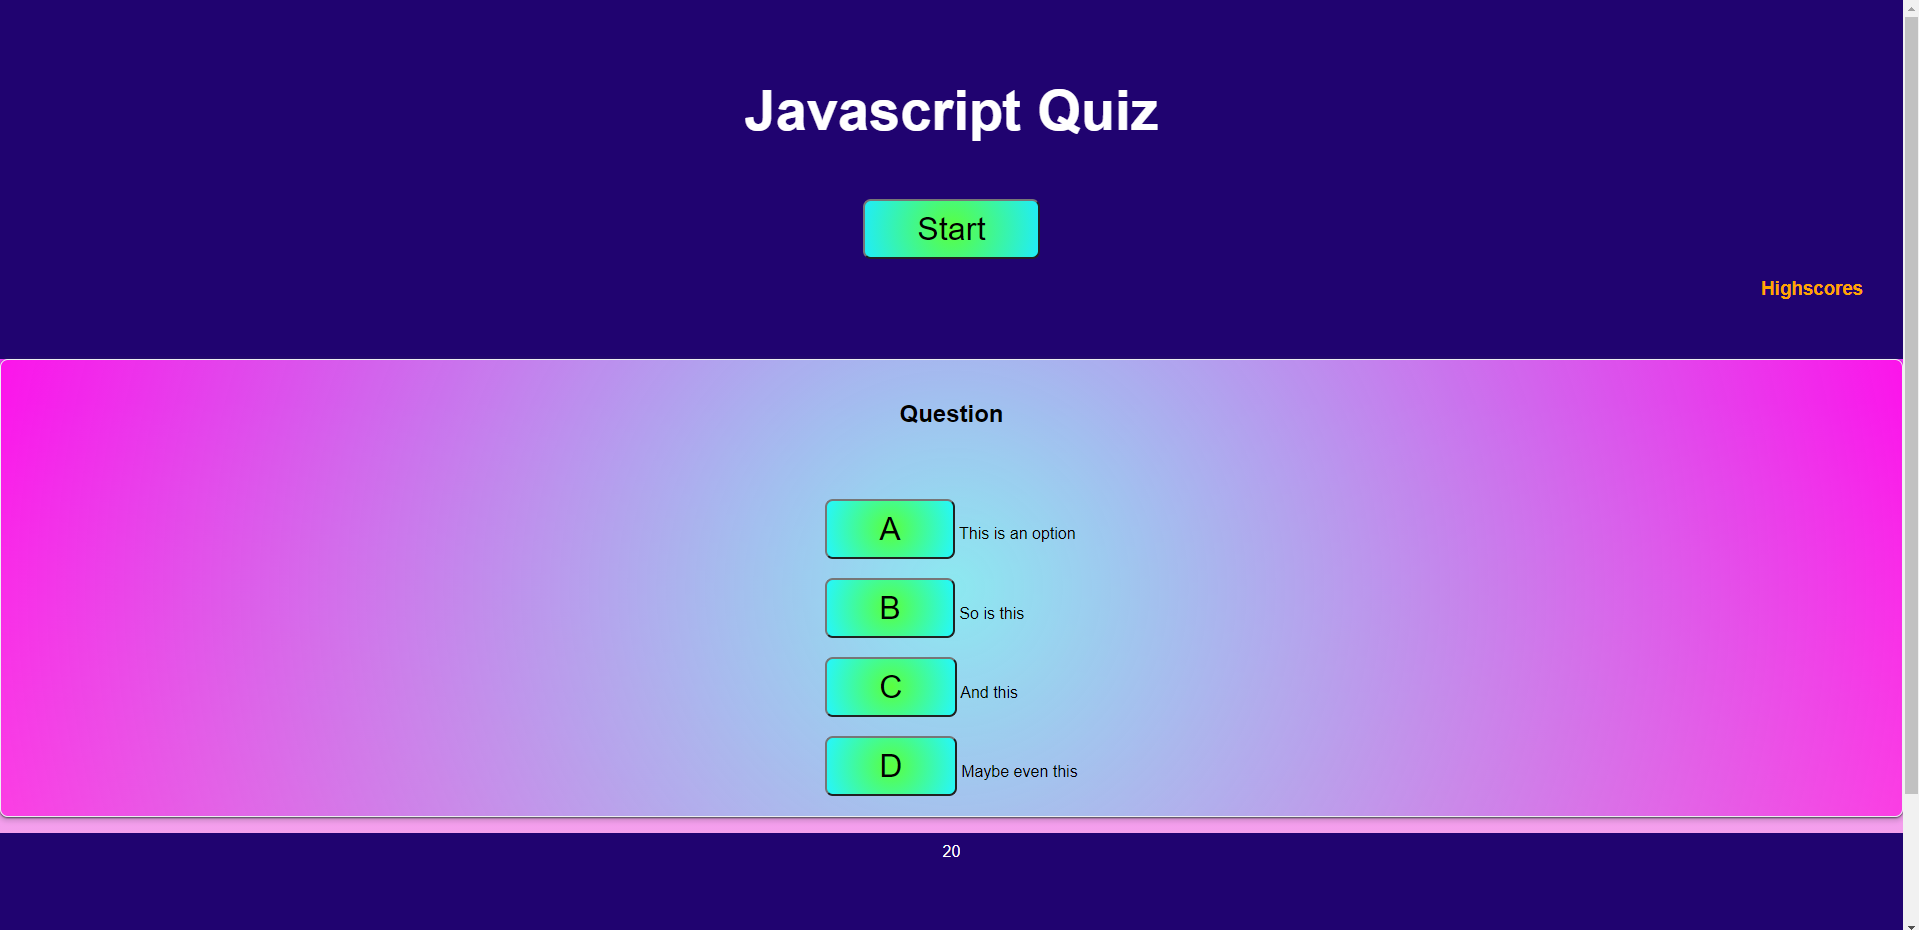 Javascript Quiz
Start
Highscores
Question
A This is an option
B So is this
C And this
D Maybe even this
20